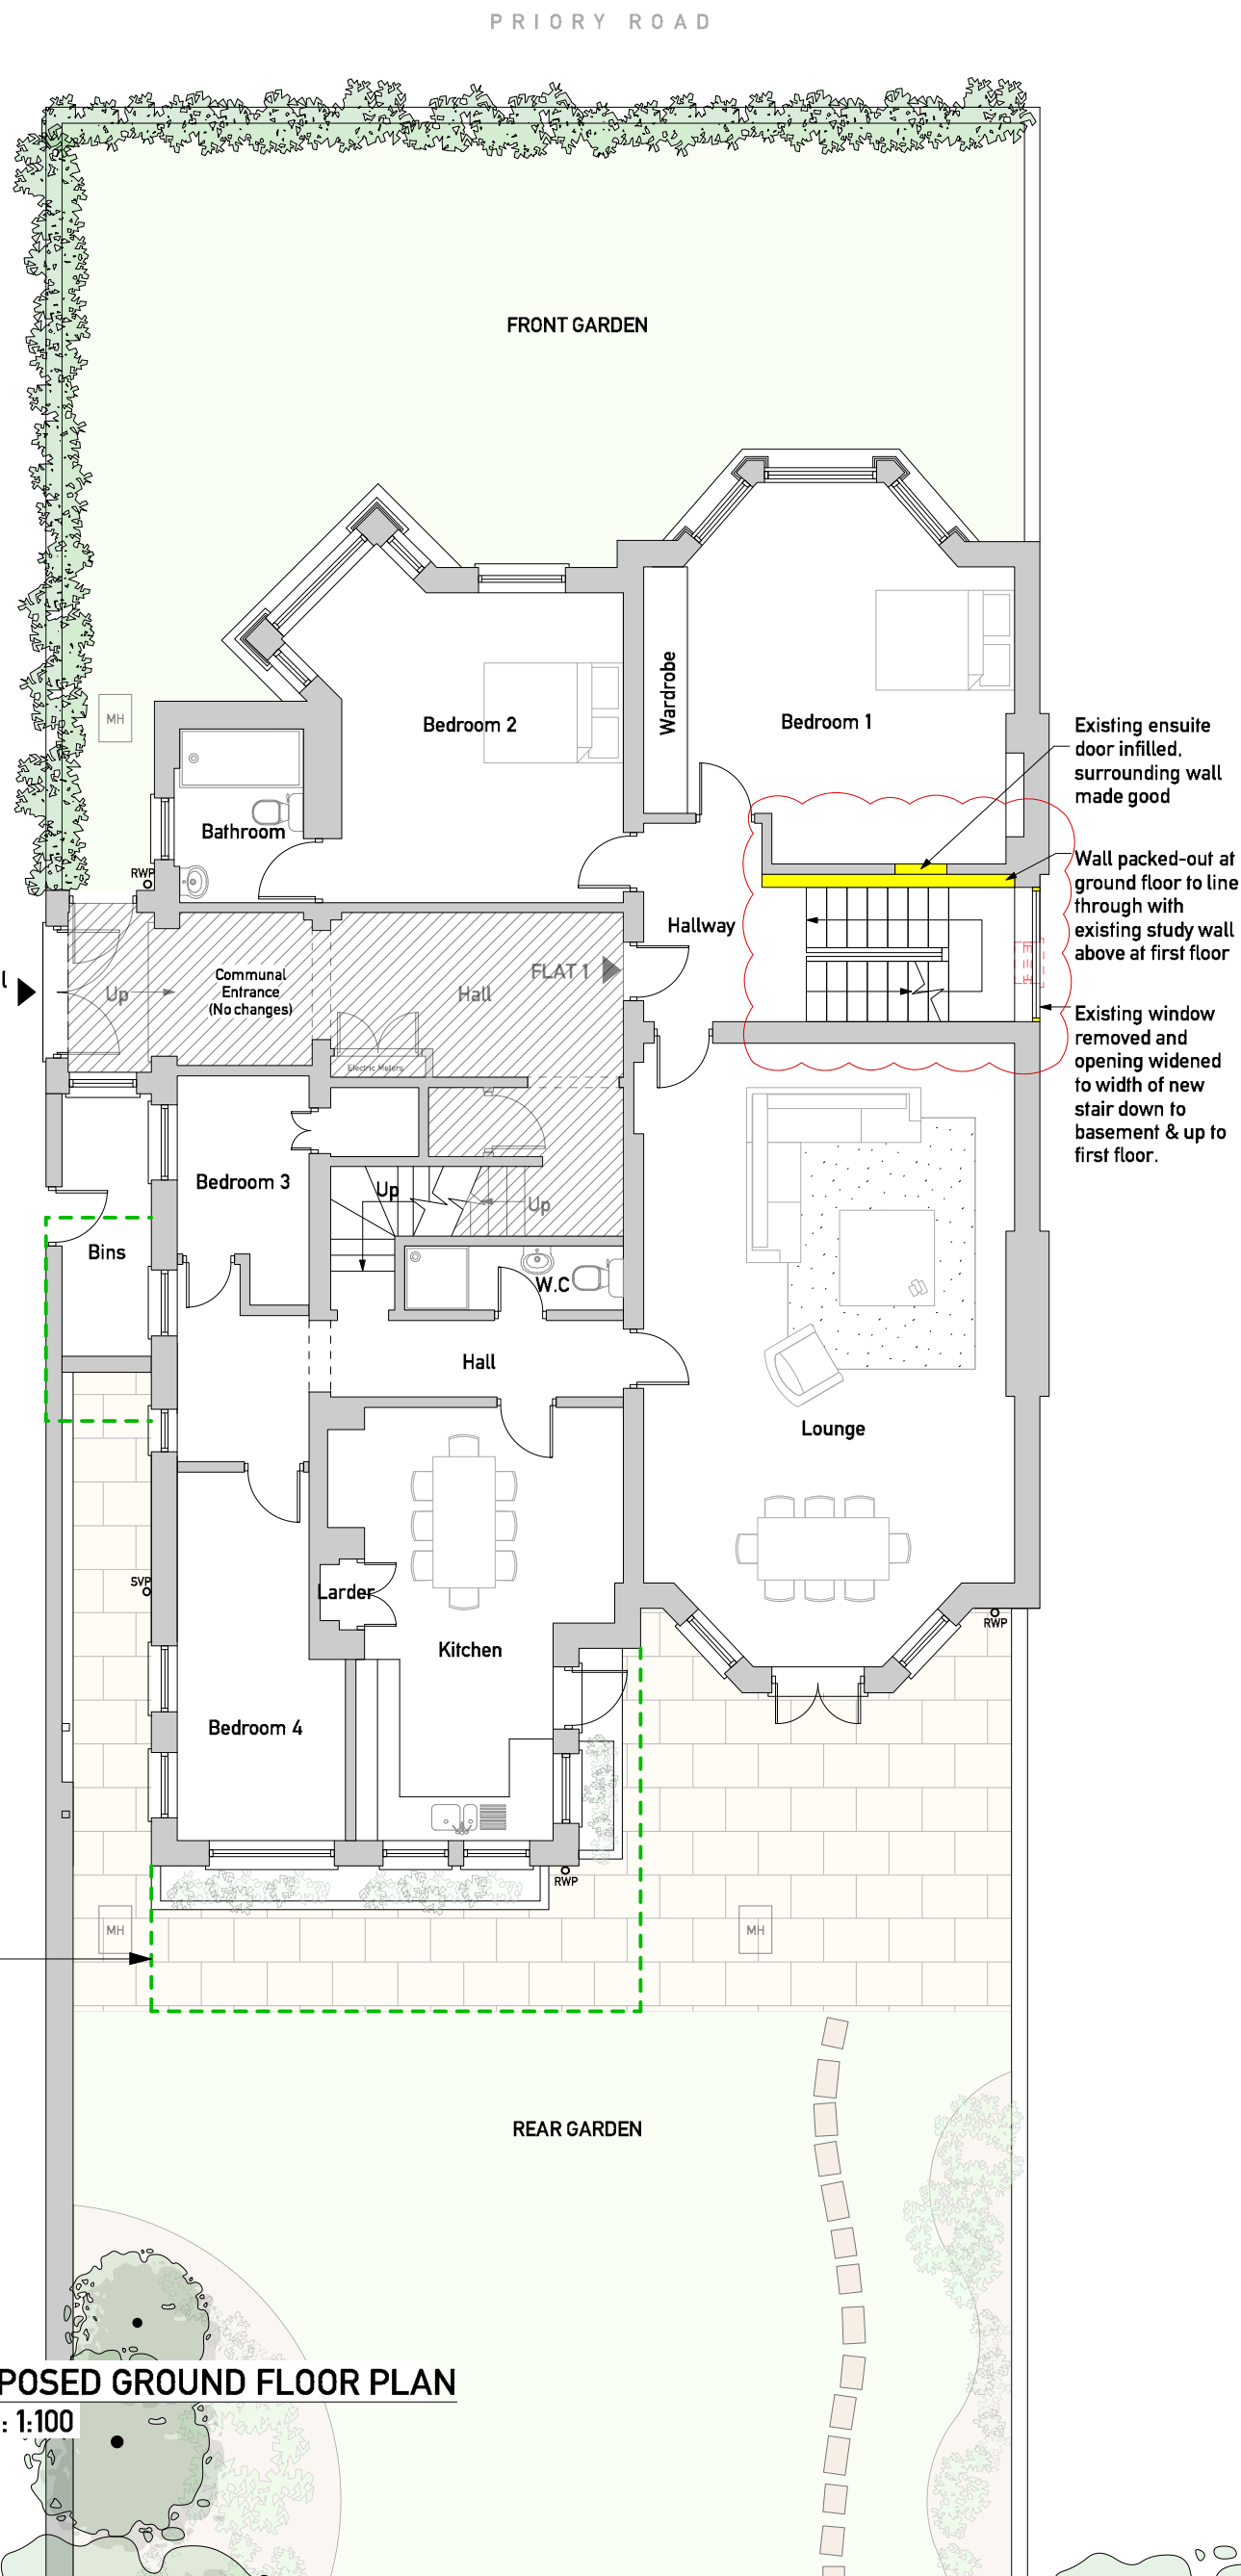 PRIORY ROAD
FRONT GARDEN
MH
Bedroom 2
Wardrobe
Bedroom 1
Existing ensuite
door infilled,
surrounding wall
made good
Bathroom
RWP
Wall packed-out at
ground floor to line
through with
existing study wall
above at first floor
Hallway
FLAT 1
Communal
Entrance
(No changes)
Up
Hall
Existing window
removed and
opening widened
to width of new
stair down to
basement & up to
first floor.
Electric Meters
Bedroom 3
Up
Up
Bins
W.C
Hall
Lounge
SVP
Larder
RWP
Kitchen
Bedroom 4
RWP
MH
MH
REAR GARDEN
POSED GROUND FLOOR PLAN
: 1:100